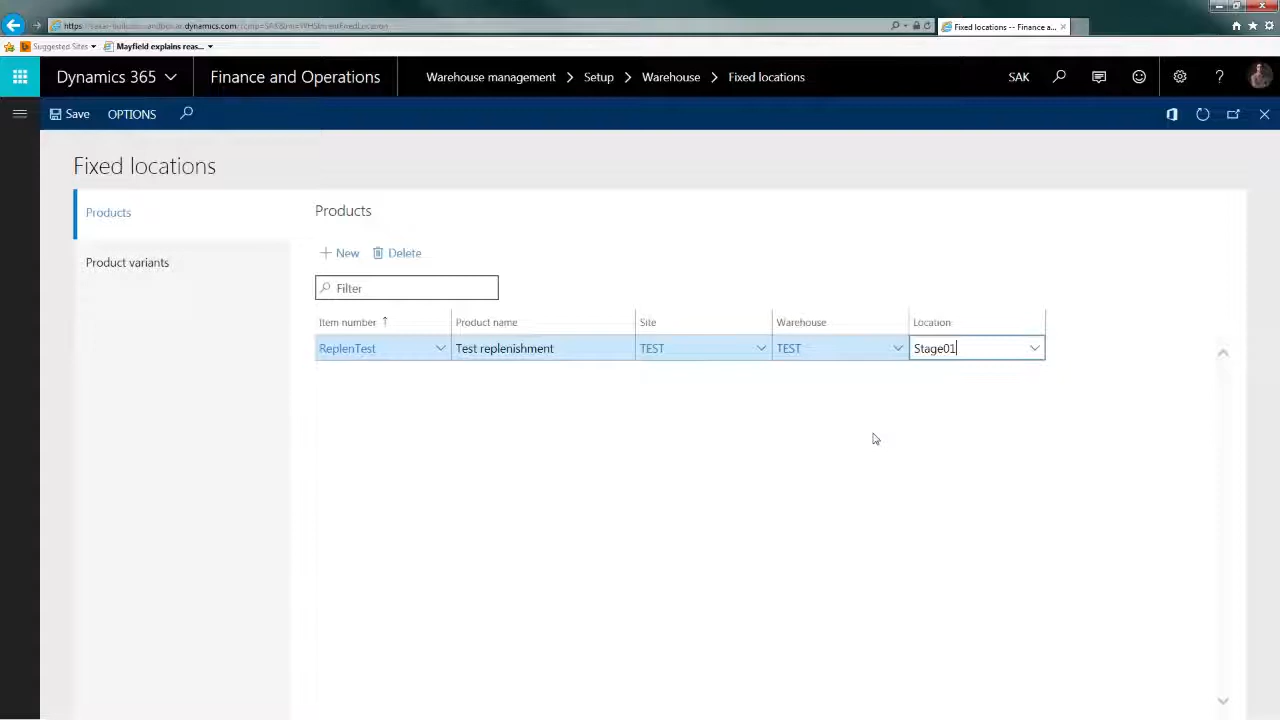 dynamics.com
Fixed locations -- Finance a...
Suggested Sites
Mayfield explains reas...
Dynamics 365
Finance and Operations
Warehouse management > Setup > Warehouse > Fixed locations
SAK
?
Save
OPTIONS
Fixed locations
Products
Product variants
Products
New
Delete
Filter
Item number Product name Site Warehouse Location
ReplenTest Test replenishment TEST TEST Stage01